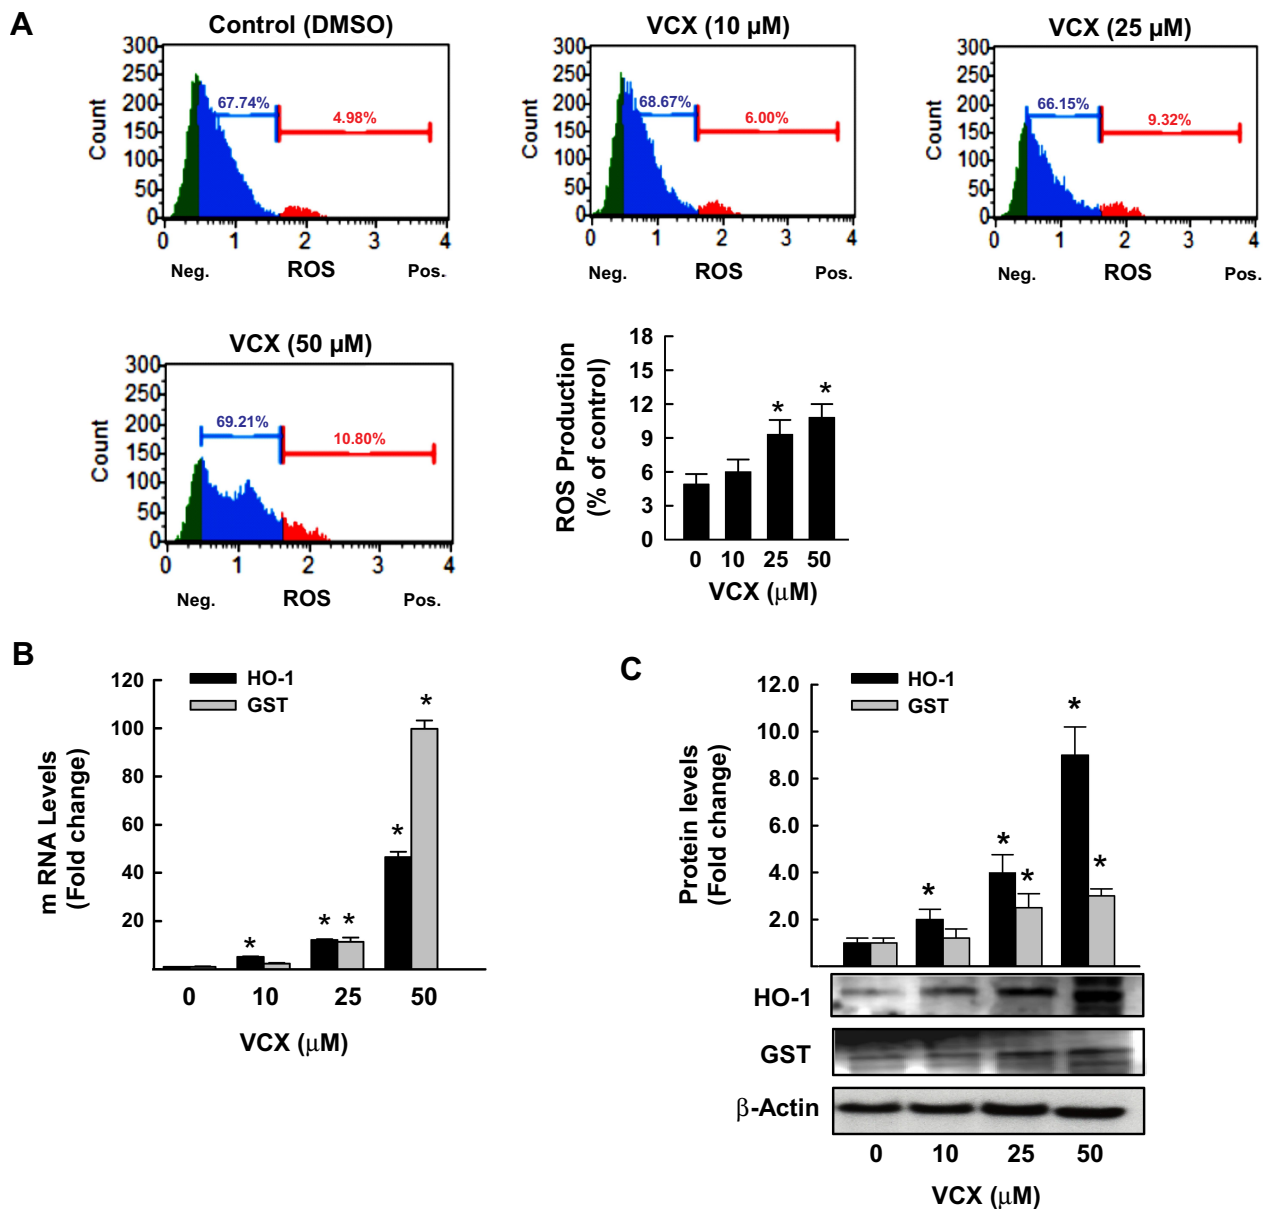 A
Control (DMSO)
300
250
200
150
100
50
0
Count
67.74%
4.98%
0 1 2 3 4
Neg. ROS Pos.
VCX (10 µM)
300
250
200
150
100
50
0
Count
68.67%
6.00%
0 1 2 3 4
Neg. ROS Pos.
VCX (25 µM)
300
250
200
150
100
50
0
Count
66.15%
9.32%
0 1 2 3 4
Neg. ROS Pos.
VCX (50 µM)
300
250
200
150
100
50
0
Count
69.21%
10.80%
0 1 2 3 4
Neg. ROS Pos.
ROS Production
(% of control)
18
15
12
9
6
3
0
* *
0 10 25 50
VCX (µM)
B
m RNA Levels
(Fold change)
120
100
80
60
40
20
HO-1
GST
* * * * *
0 10 25 50
VCX (µM)
C
Protein levels
(Fold change)
12.0
10.0
8.0
6.0
4.0
2.0
HO-1
GST
* * * * *
HO-1
GST
β-Actin
0 10 25 50
VCX (µM)